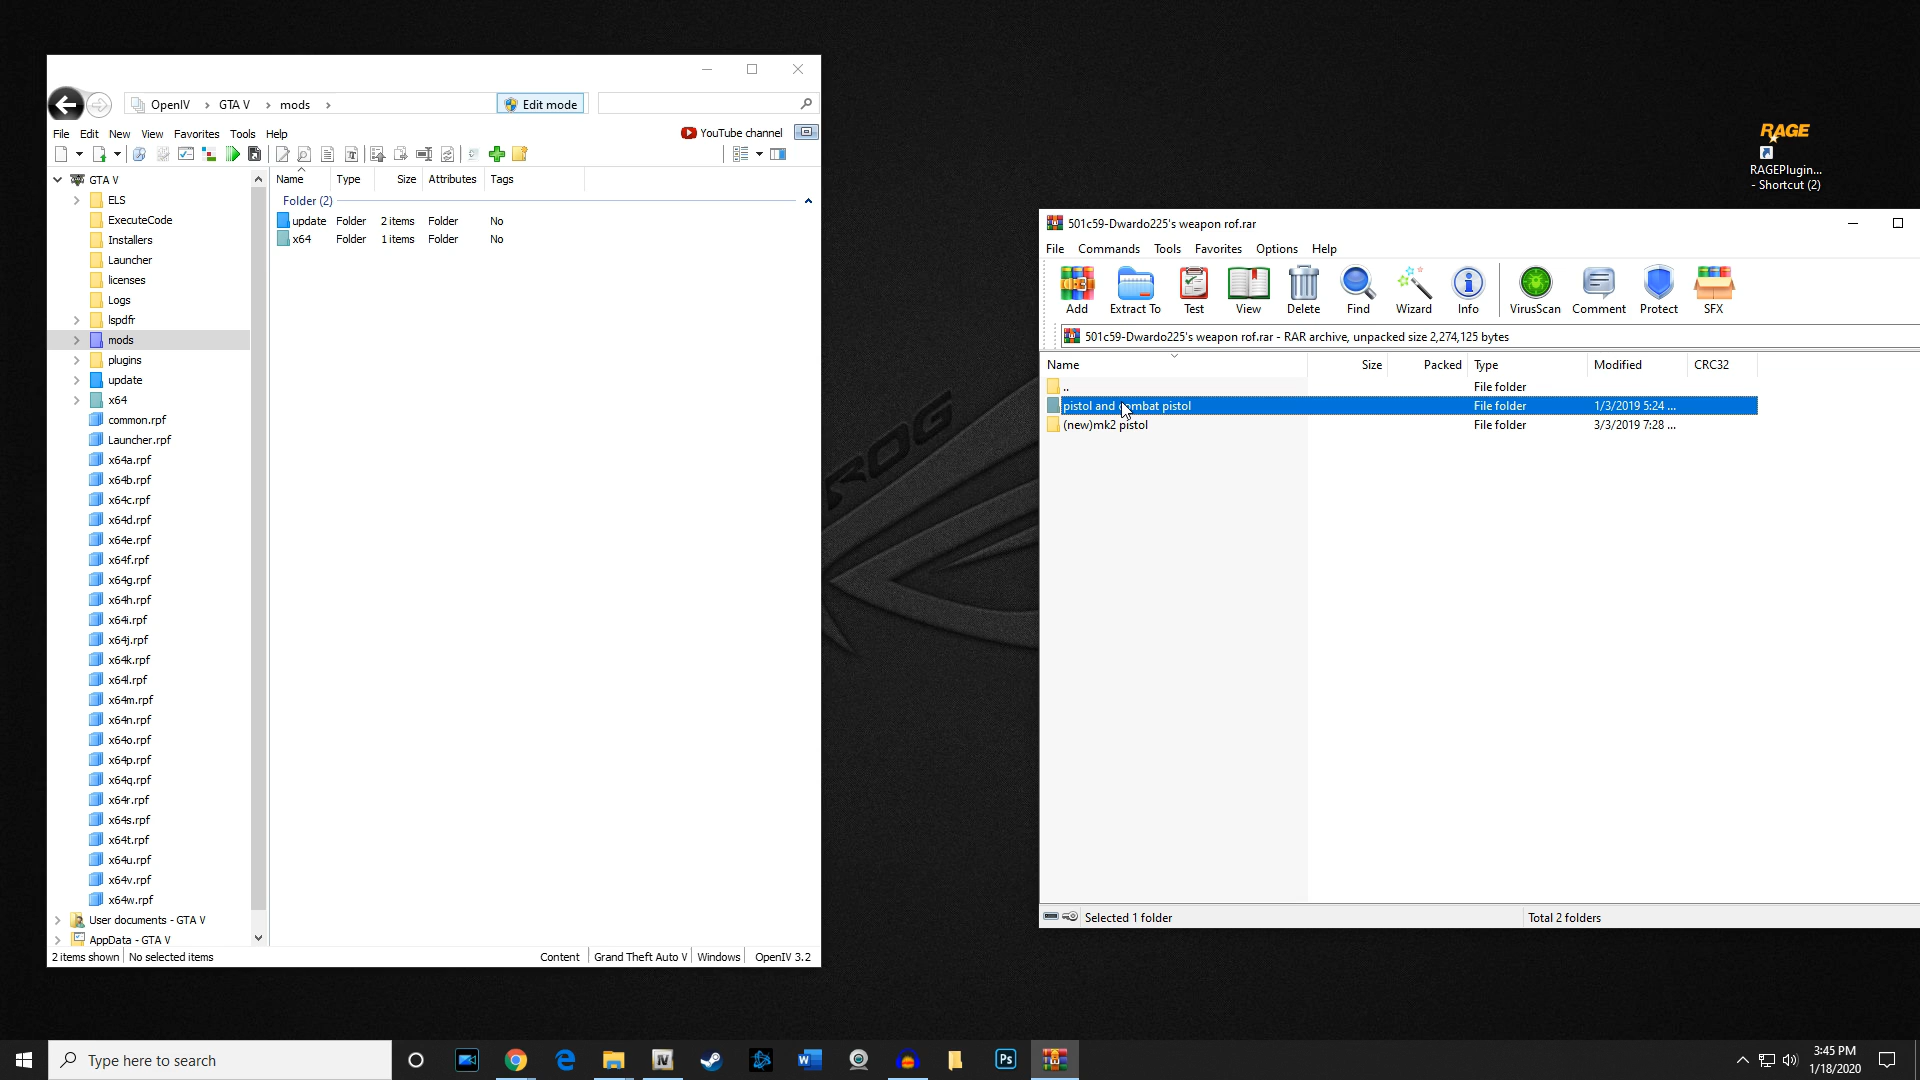 OpenIV > GTA V > mods > Edit mode
File Edit New View Favorites Tools Help YouTube channel
GTA V
ELS
ExecuteCode
Installers
Launcher
licenses
Logs
lspdfr
mods
plugins
update
x64
common.rpf
Launcher.rpf
x64a.rpf
x64b.rpf
x64c.rpf
x64d.rpf
x64e.rpf
x64f.rpf
x64g.rpf
x64h.rpf
x64i.rpf
x64j.rpf
x64k.rpf
x64l.rpf
x64m.rpf
x64n.rpf
x64o.rpf
x64p.rpf
x64q.rpf
x64r.rpf
x64s.rpf
x64t.rpf
x64u.rpf
x64v.rpf
x64w.rpf
User documents - GTA V
AppData - GTA V
Name Type Size Attributes Tags
Folder (2)
update Folder 2 items Folder No
x64 Folder 1 items Folder No
2 items shown No selected items Content Grand Theft Auto V Windows OpenIV 3.2
ROG
RAGE
RAGEPlugin...
- Shortcut (2)
501c59-Dwardo225's weapon rof.rar
File Commands Tools Favorites Options Help
Add Extract To Test View Delete Find Wizard Info VirusScan Comment Protect SFX
501c59-Dwardo225's weapon rof.rar - RAR archive, unpacked size 2,274,125 bytes
Name Size Packed Type Modified CRC32
.. File folder
pistol and combat pistol File folder 1/3/2019 5:24 ...
(new)mk2 pistol File folder 3/3/2019 7:28 ...
Selected 1 folder Total 2 folders
Type here to search
IV
W
Ps
3:45 PM
1/18/2020